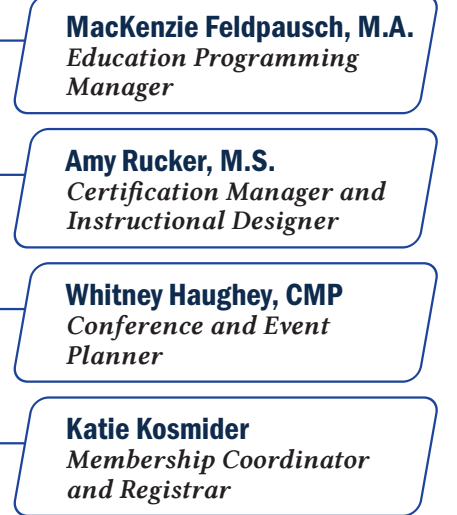 MacKenzie Feldpausch, M.A.
Education Programming
Manager
Amy Rucker, M.S.
Certification Manager and
Instructional Designer
Whitney Haughey, CMP
Conference and Event
Planner
Katie Kosmider
Membership Coordinator
and Registrar